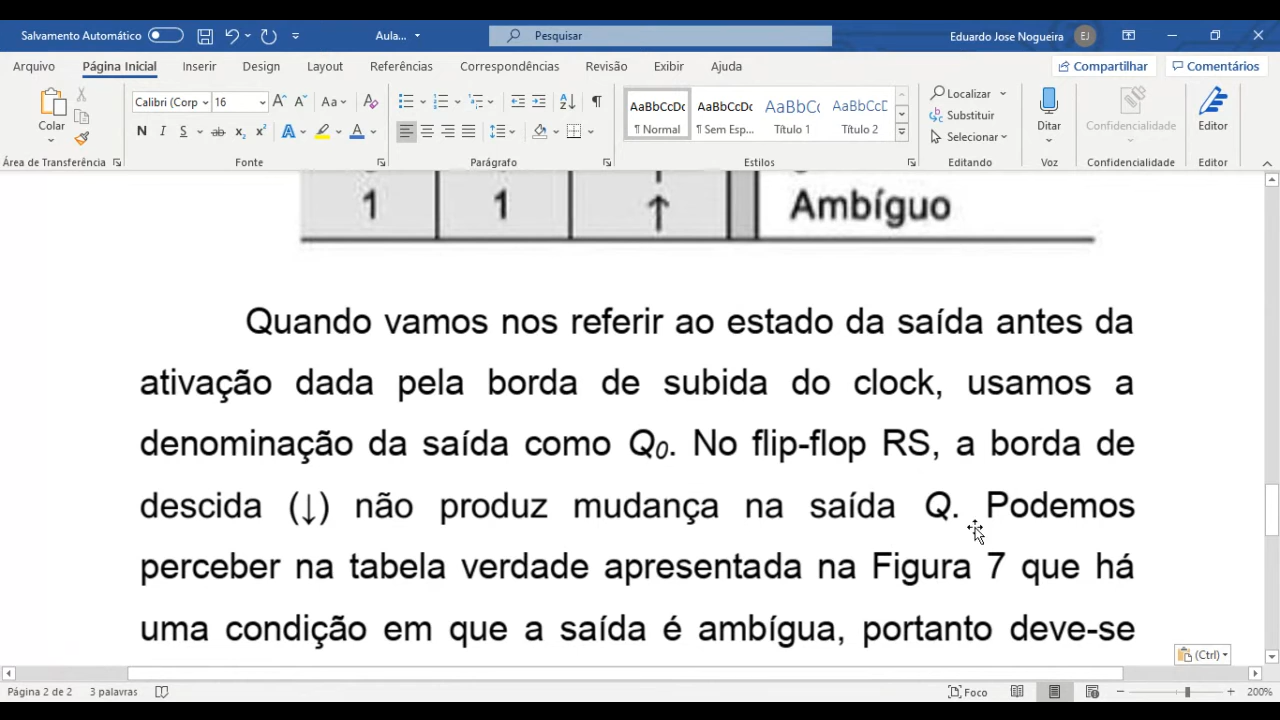 Salvamento Automático Aula... Pesquisar Eduardo Jose Nogueira EJ
Arquivo Página Inicial Inserir Design Layout Referências Correspondências Revisão Exibir Ajuda Compartilhar Comentários
Colar
Calibri (Corp 16 A A Aa A
N I S ab x₂ x² A A
AaBbCcDc AaBbCcDc AaBbCc AaBbCcD
¶ Normal ¶ Sem Esp... Título 1 Título 2
Localizar
Substituir
Selecionar
Ditar Confidencialidade Editor
Área de Transferência Fonte Parágrafo Estilos Editando Voz Confidencialidade Editor
1 1 ↑ Ambíguo
Quando vamos nos referir ao estado da saída antes da
ativação dada pela borda de subida do clock, usamos a
denominação da saída como Q₀. No flip-flop RS, a borda de
descida (↓) não produz mudança na saída Q. Podemos
perceber na tabela verdade apresentada na Figura 7 que há
uma condição em que a saída é ambígua, portanto deve-se
(Ctrl)
Página 2 de 2 3 palavras Foco 200%